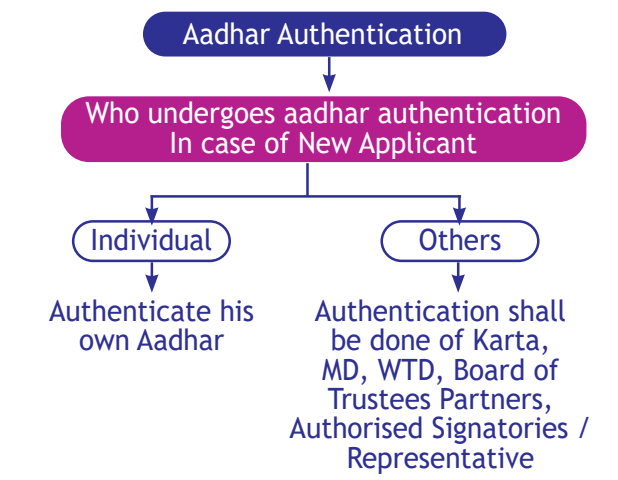 Aadhar Authentication
Who undergoes aadhar authentication
In case of New Applicant
Individual
Others
Authenticate his
own Aadhar
Authentication shall
be done of Karta,
MD, WTD, Board of
Trustees Partners,
Authorised Signatories /
Representative